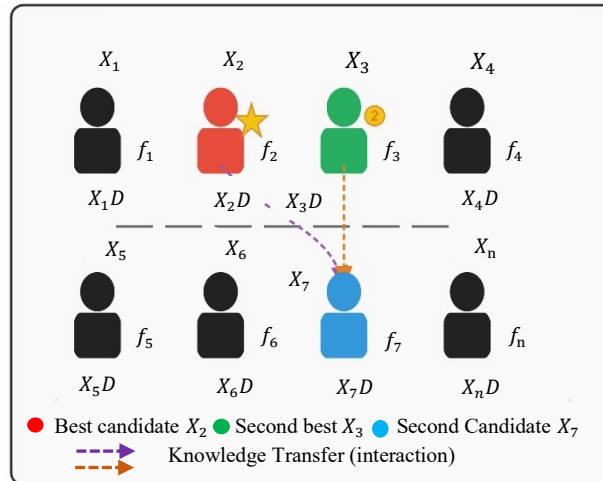 X₁ X₂ X₃ X₄
2
f₁ f₂ f₃ f₄
X₁D X₂D X₃D X₄D
X₅ X₆ Xₙ
X₇
f₅ f₆ f₇ fₙ
X₅D X₆D X₇D XₙD
Best candidate X₂ Second best X₃ Second Candidate X₇
Knowledge Transfer (interaction)